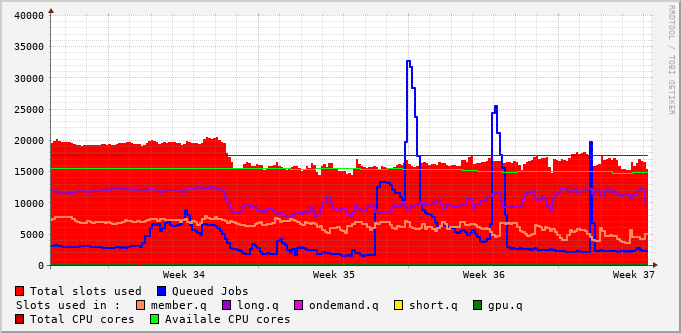 40000
35000
30000
25000
20000
15000
10000
5000
0
Week 34 Week 35 Week 36 Week 37
Total slots used Queued Jobs
Slots used in : member.q long.q ondemand.q short.q gpu.q
Total CPU cores Availale CPU cores
RRDTOOL / TOBI OETIKER